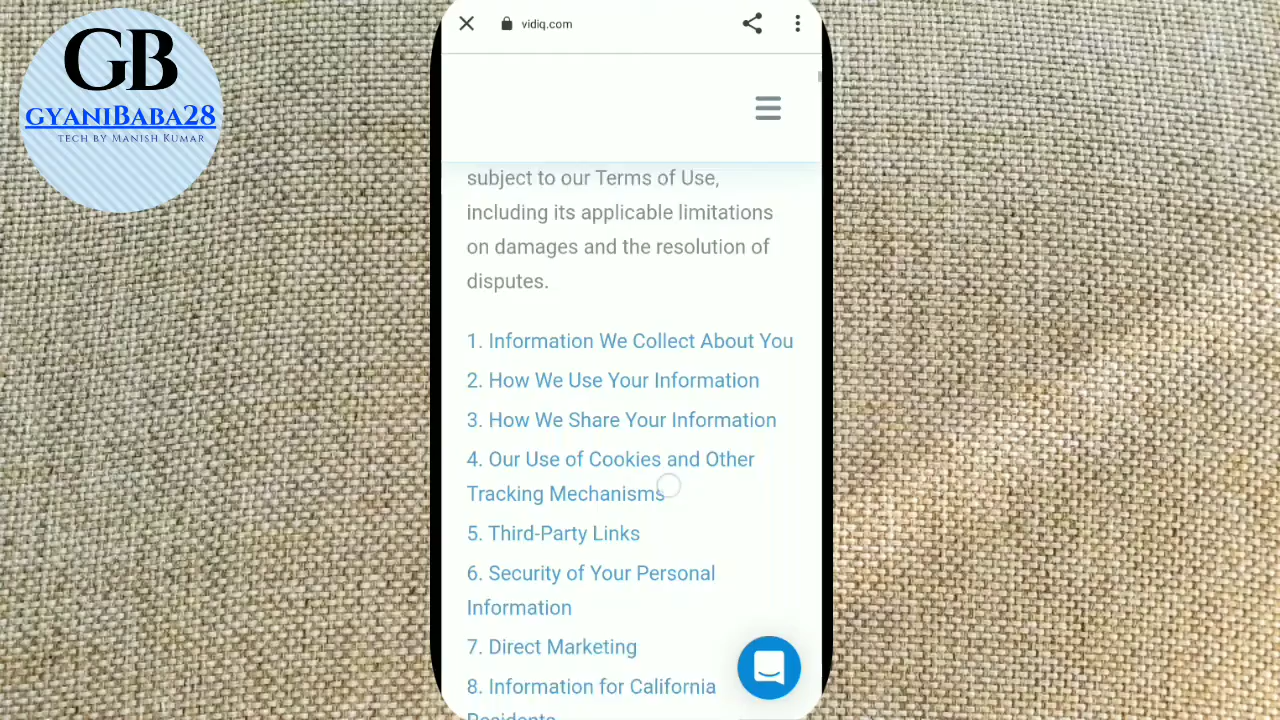 GB
GYANIBABA28
TECH BY MANISH KUMAR
vidiq.com
subject to our Terms of Use,
including its applicable limitations
on damages and the resolution of
disputes.
1. Information We Collect About You
2. How We Use Your Information
3. How We Share Your Information
4. Our Use of Cookies and Other
Tracking Mechanisms
5. Third-Party Links
6. Security of Your Personal
Information
7. Direct Marketing
8. Information for California
Residents